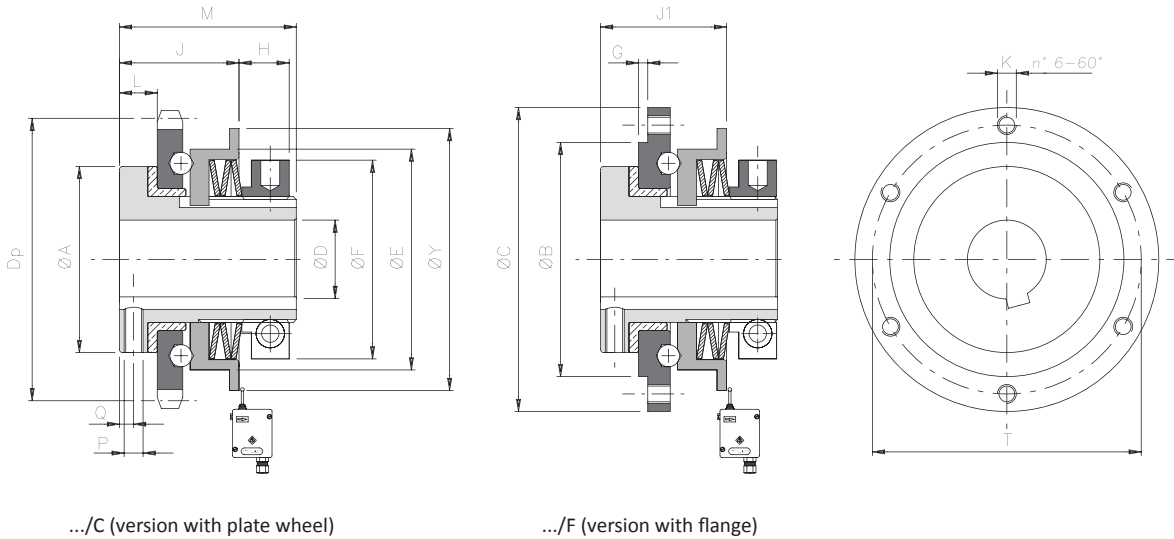 M
J
H
L
Dp
ØA
ØD
ØF
ØE
ØY
Q
P
J1
G
ØC
ØB
K
n° 6–60°
T
.../C (version with plate wheel)
.../F (version with flange)